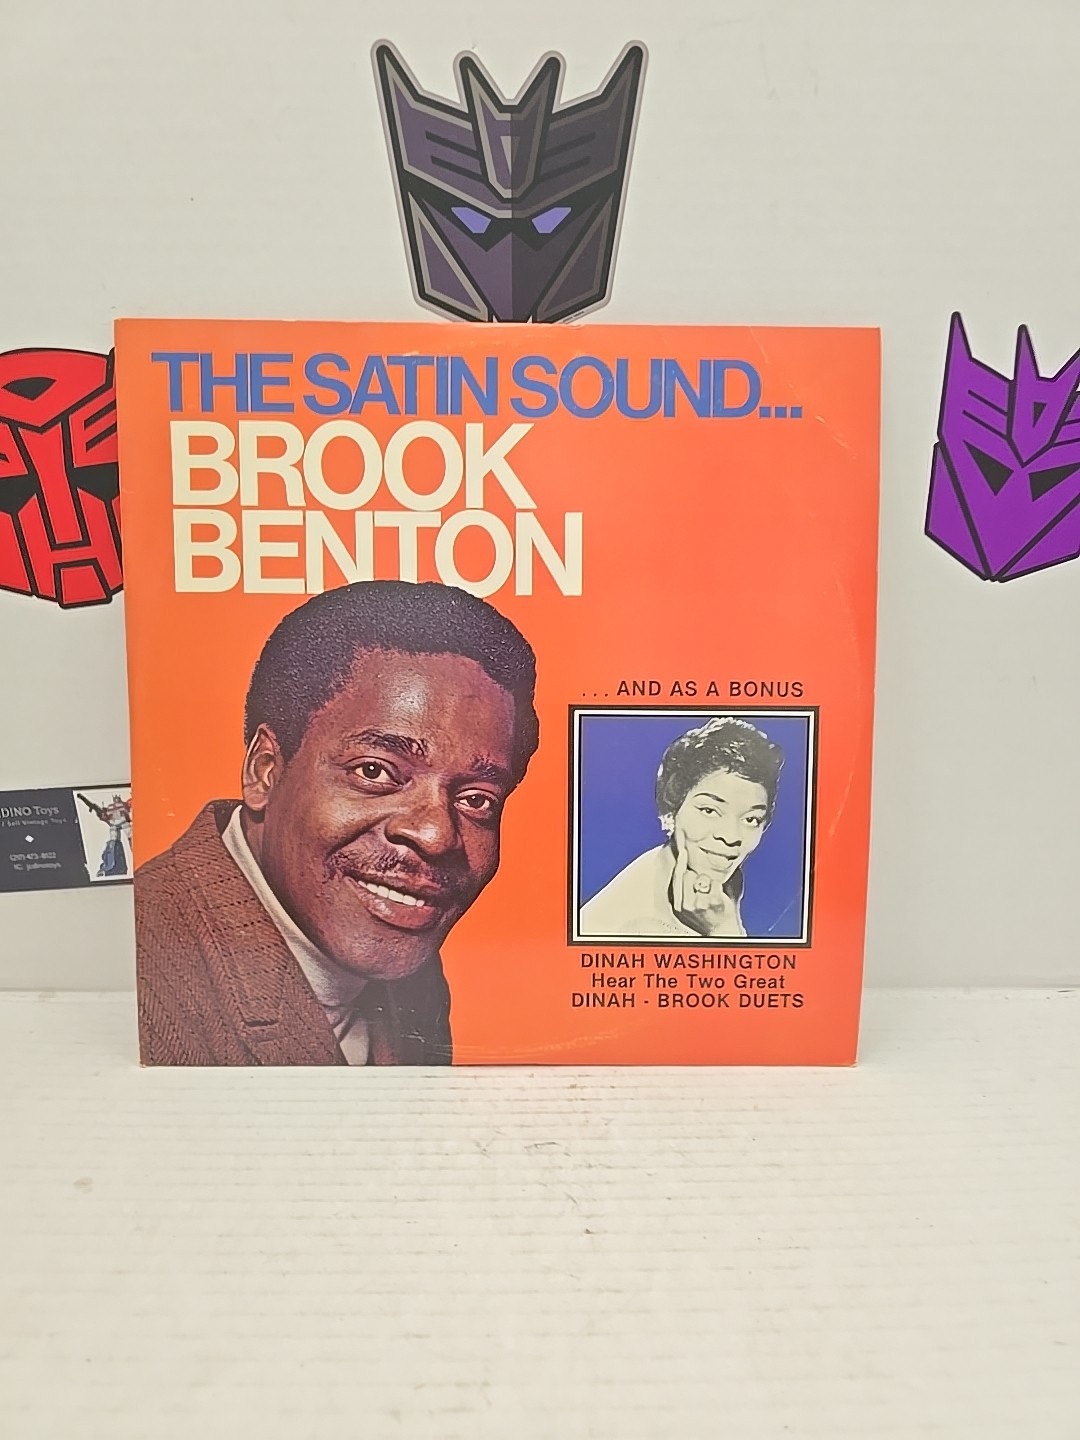 THE SATIN SOUND...
BROOK
BENTON
...AND AS A BONUS
DINAH WASHINGTON
Hear The Two Great
DINAH - BROOK DUETS
DINO Toys